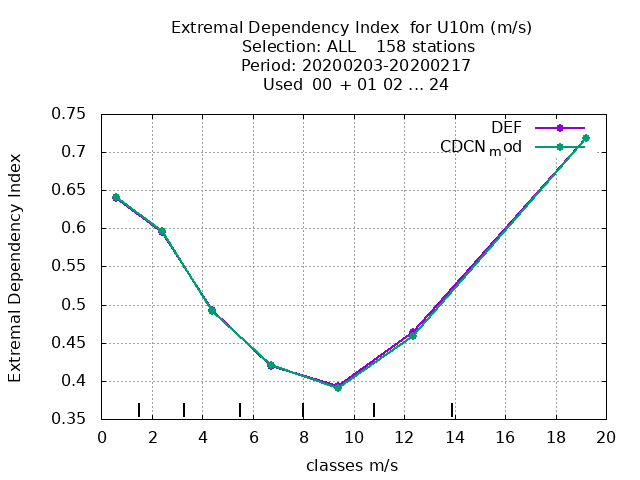 Extremal Dependency Index  for U10m (m/s)
Selection: ALL    158 stations
Period: 20200203-20200217
Used  00 + 01 02 ... 24
DEF
CDCNmod
Extremal Dependency Index
0.75
0.7
0.65
0.6
0.55
0.5
0.45
0.4
0.35
0 2 4 6 8 10 12 14 16 18 20
classes m/s